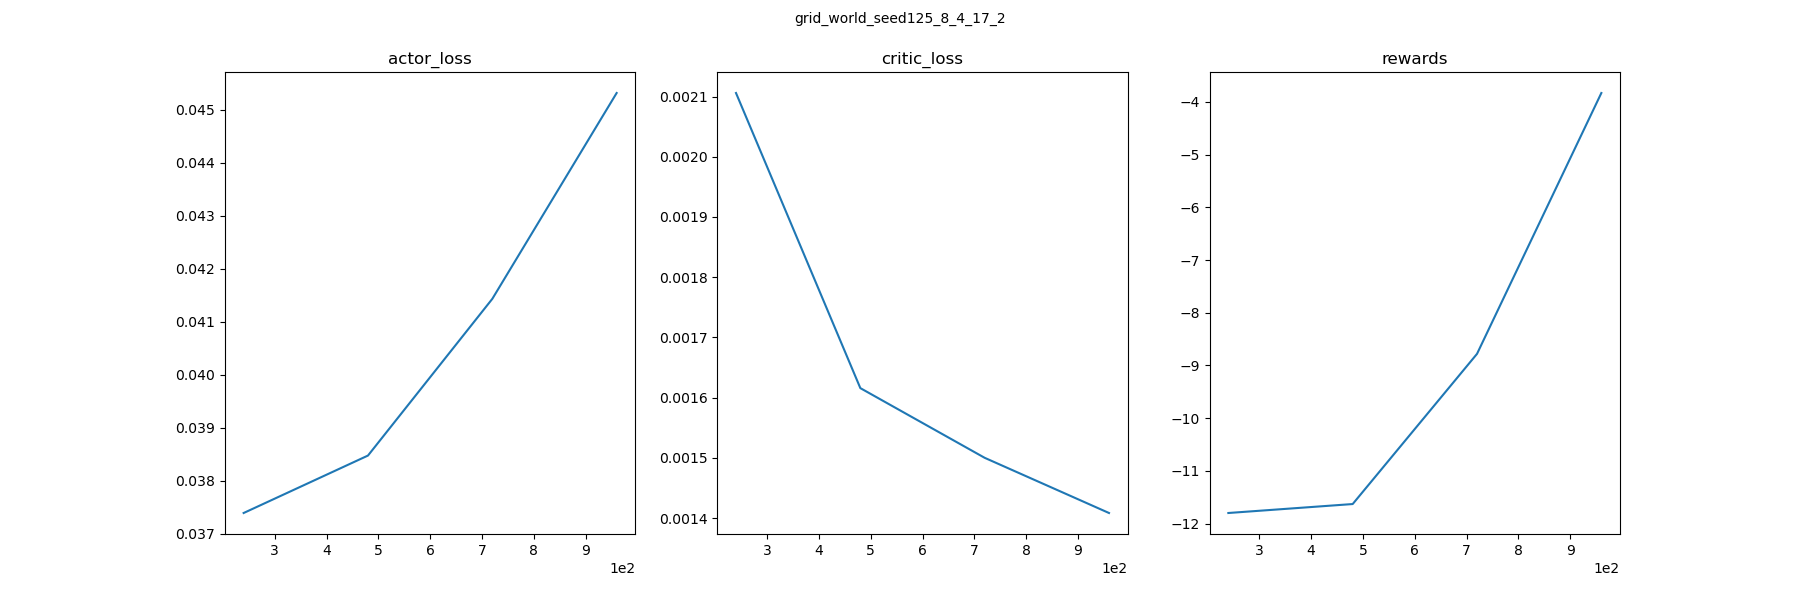 grid_world_seed125_8_4_17_2
actor_loss
0.045
0.044
0.043
0.042
0.041
0.040
0.039
0.038
0.037
3 4 5 6 7 8 9
1e2
critic_loss
0.0021
0.0020
0.0019
0.0018
0.0017
0.0016
0.0015
0.0014
3 4 5 6 7 8 9
1e2
rewards
−4
−5
−6
−7
−8
−9
−10
−11
−12
3 4 5 6 7 8 9
1e2